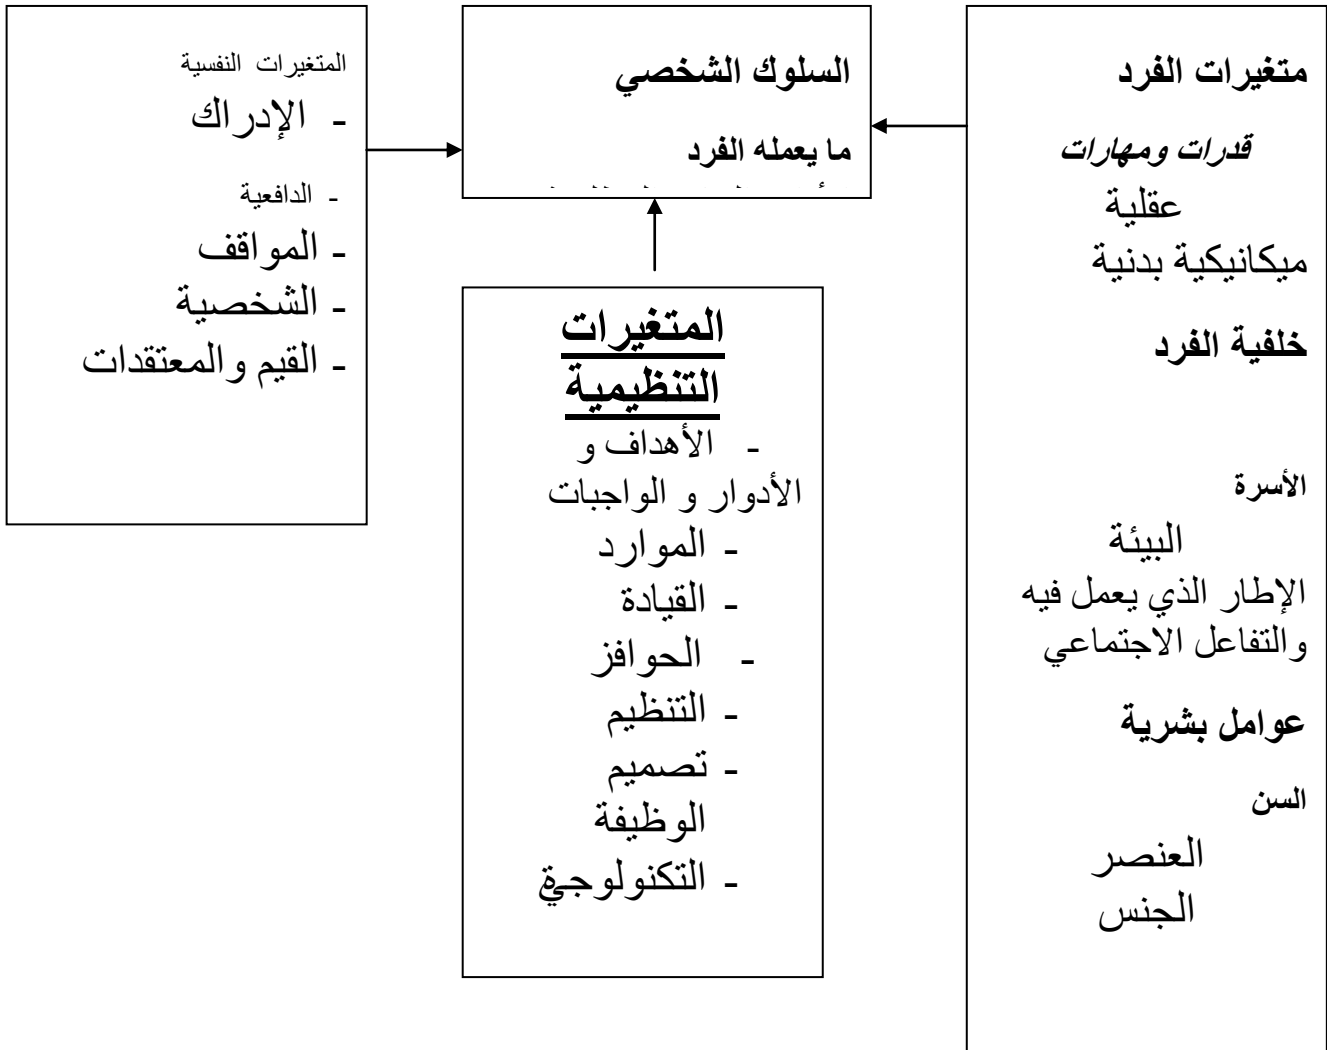 متغيرات الفرد
قدرات ومهارات
عقلية
ميكانيكية بدنية
خلفية الفرد
الأسرة
البيئة
الإطار الذي يعمل فيه
والتفاعل الاجتماعي
عوامل بشرية
السن
العنصر
الجنس
السلوك الشخصي
ما يعمله الفرد
المتغيرات
التنظيمية
- الأهداف و
الأدوار و الواجبات
- الموارد
- القيادة
- الحوافز
- التنظيم
- تصميم
الوظيفة
- التكنولوجية
المتغيرات النفسية
- الإدراك
- الدافعية
- المواقف
- الشخصية
- القيم والمعتقدات